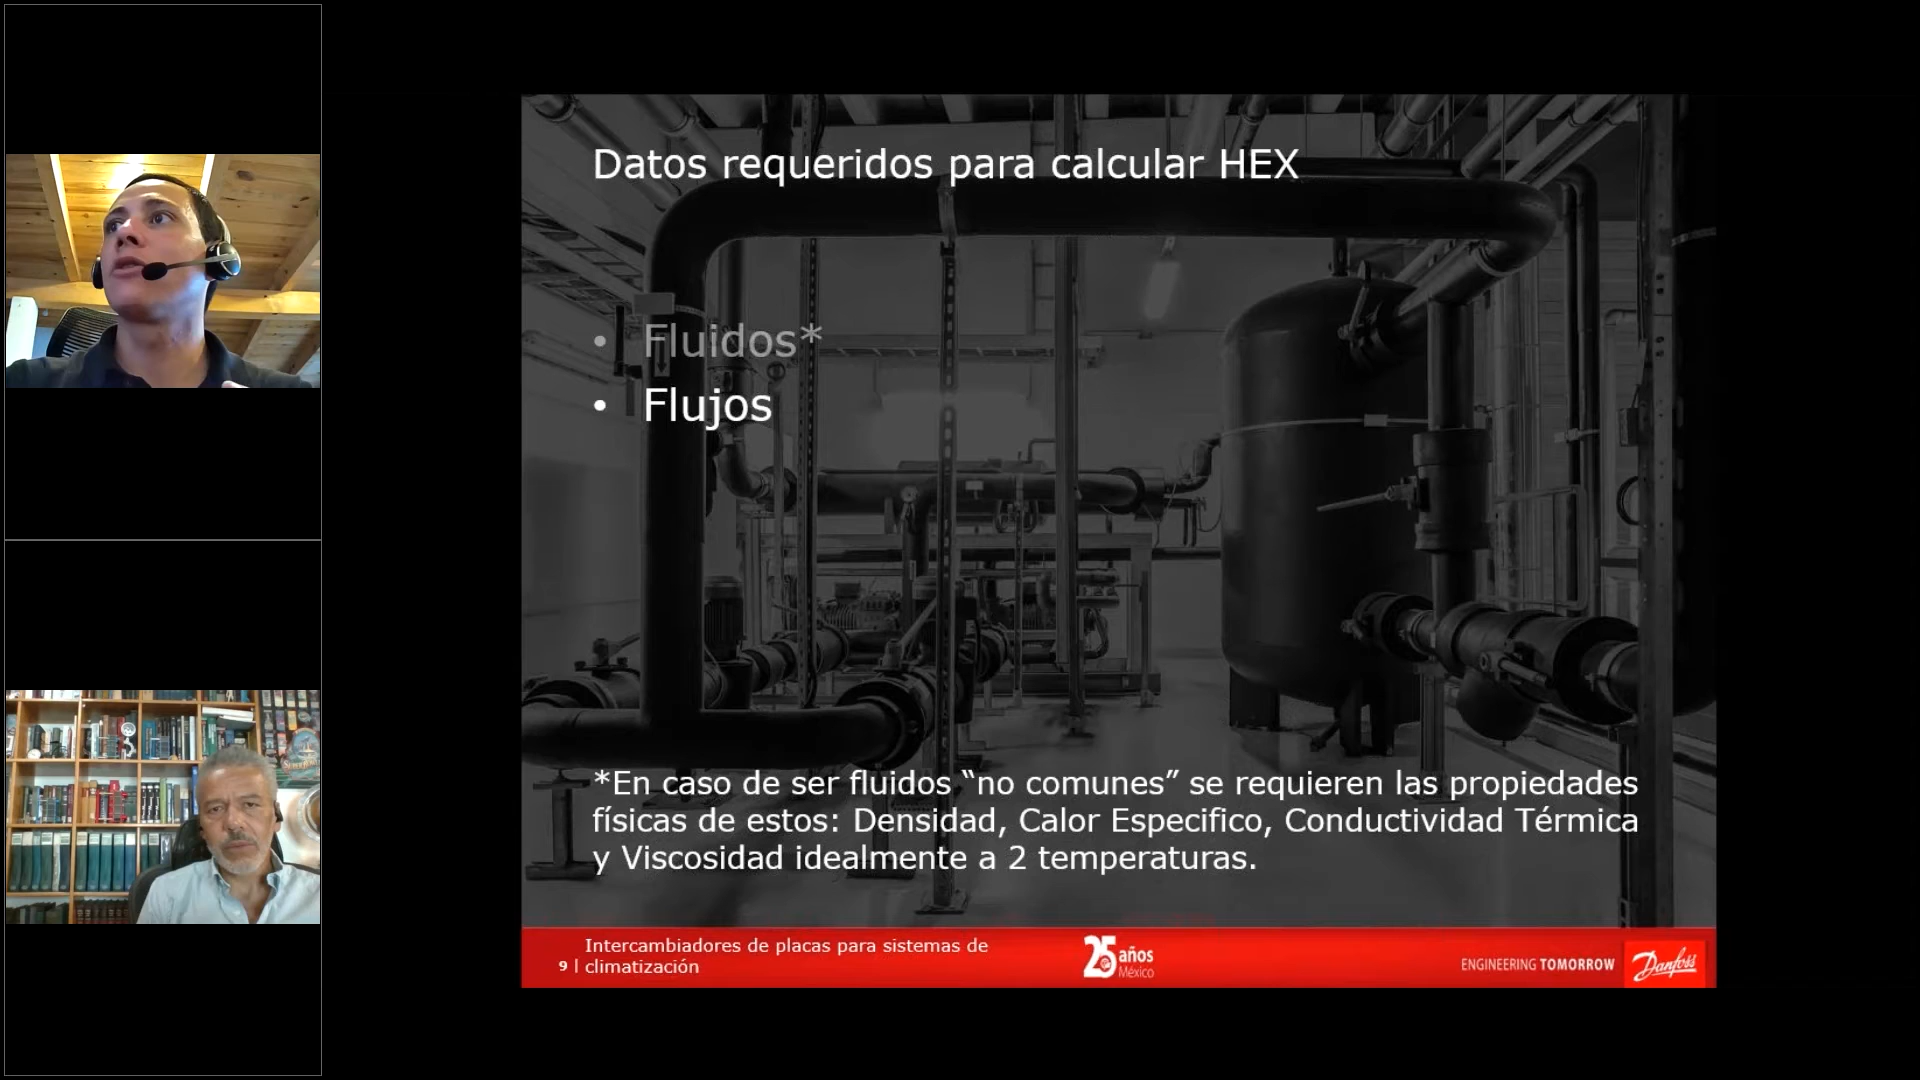 Datos requeridos para calcular HEX
• Fluidos*
• Flujos
*En caso de ser fluidos “no comunes” se requieren las propiedades
físicas de estos: Densidad, Calor Especifico, Conductividad Térmica
y Viscosidad idealmente a 2 temperaturas.
Intercambiadores de placas para sistemas de
9 | climatización
25 años
México
ENGINEERING TOMORROW
Danfoss